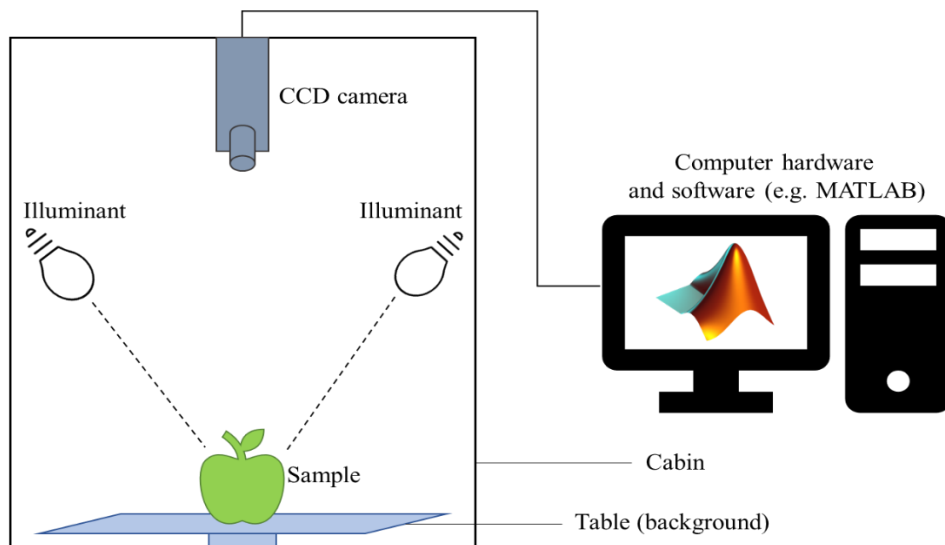 CCD camera
Computer hardware
and software (e.g. MATLAB)
Illuminant
Illuminant
Sample
Cabin
Table (background)